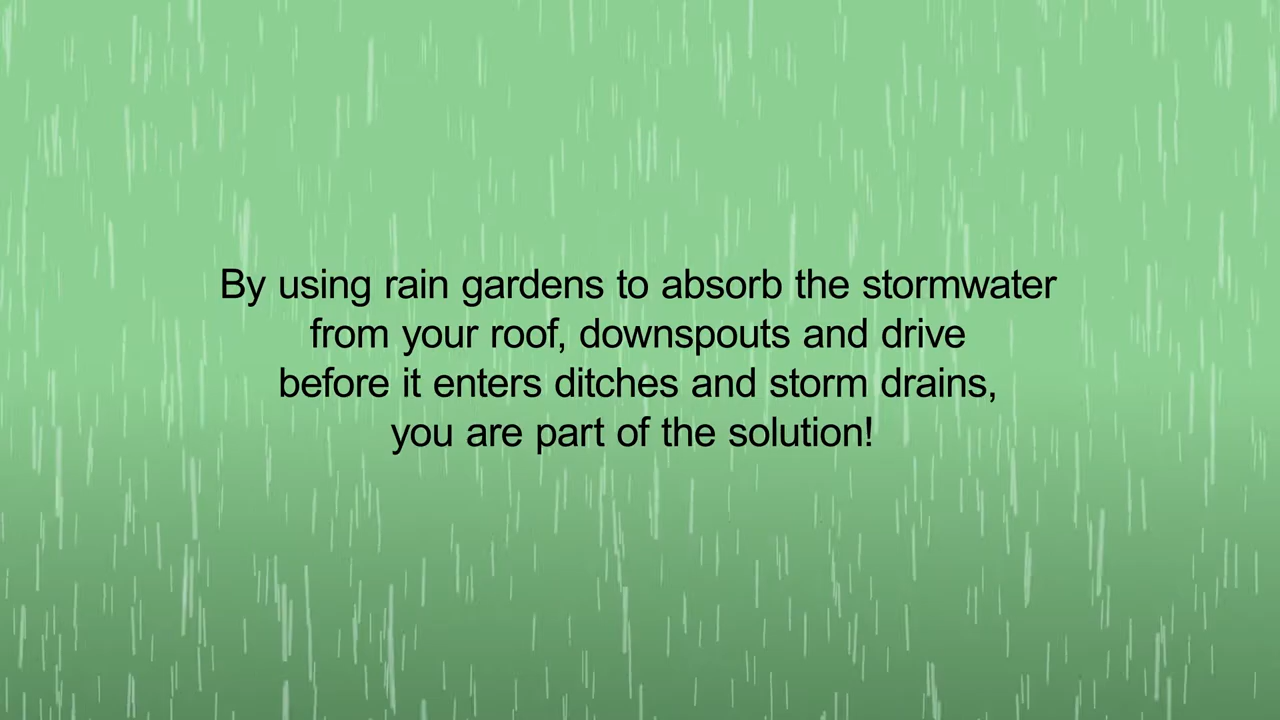 By using rain gardens to absorb the stormwater
from your roof, downspouts and drive
before it enters ditches and storm drains,
you are part of the solution!